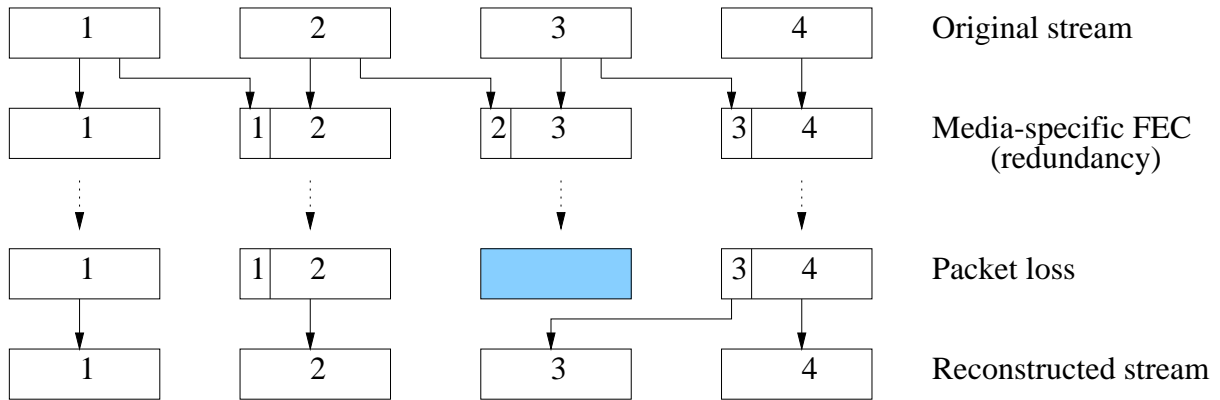 1 2 3 4 Original stream
1 1 2 2 3 3 4 Media-specific FEC
(redundancy)
1 1 2 3 4 Packet loss
1 2 3 4 Reconstructed stream